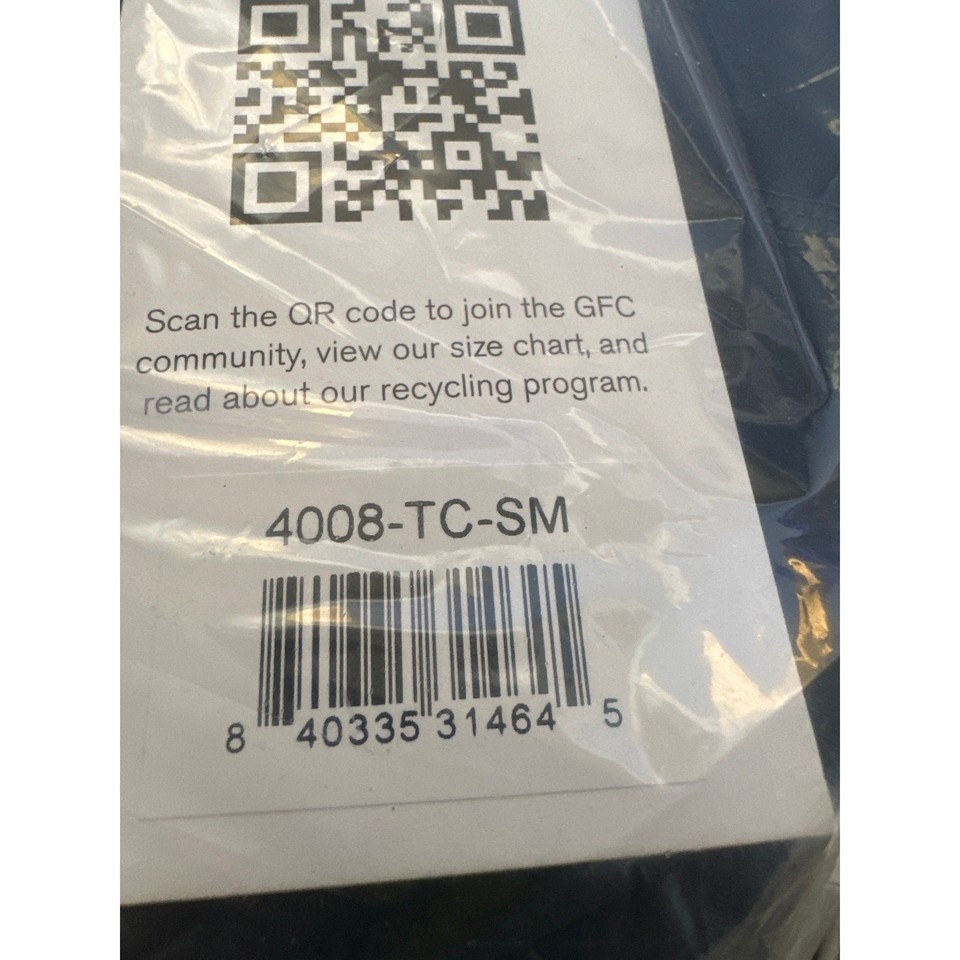 Scan the QR code to join the GFC
community, view our size chart, and
read about our recycling program.
4008-TC-SM
8 40335 31464 5